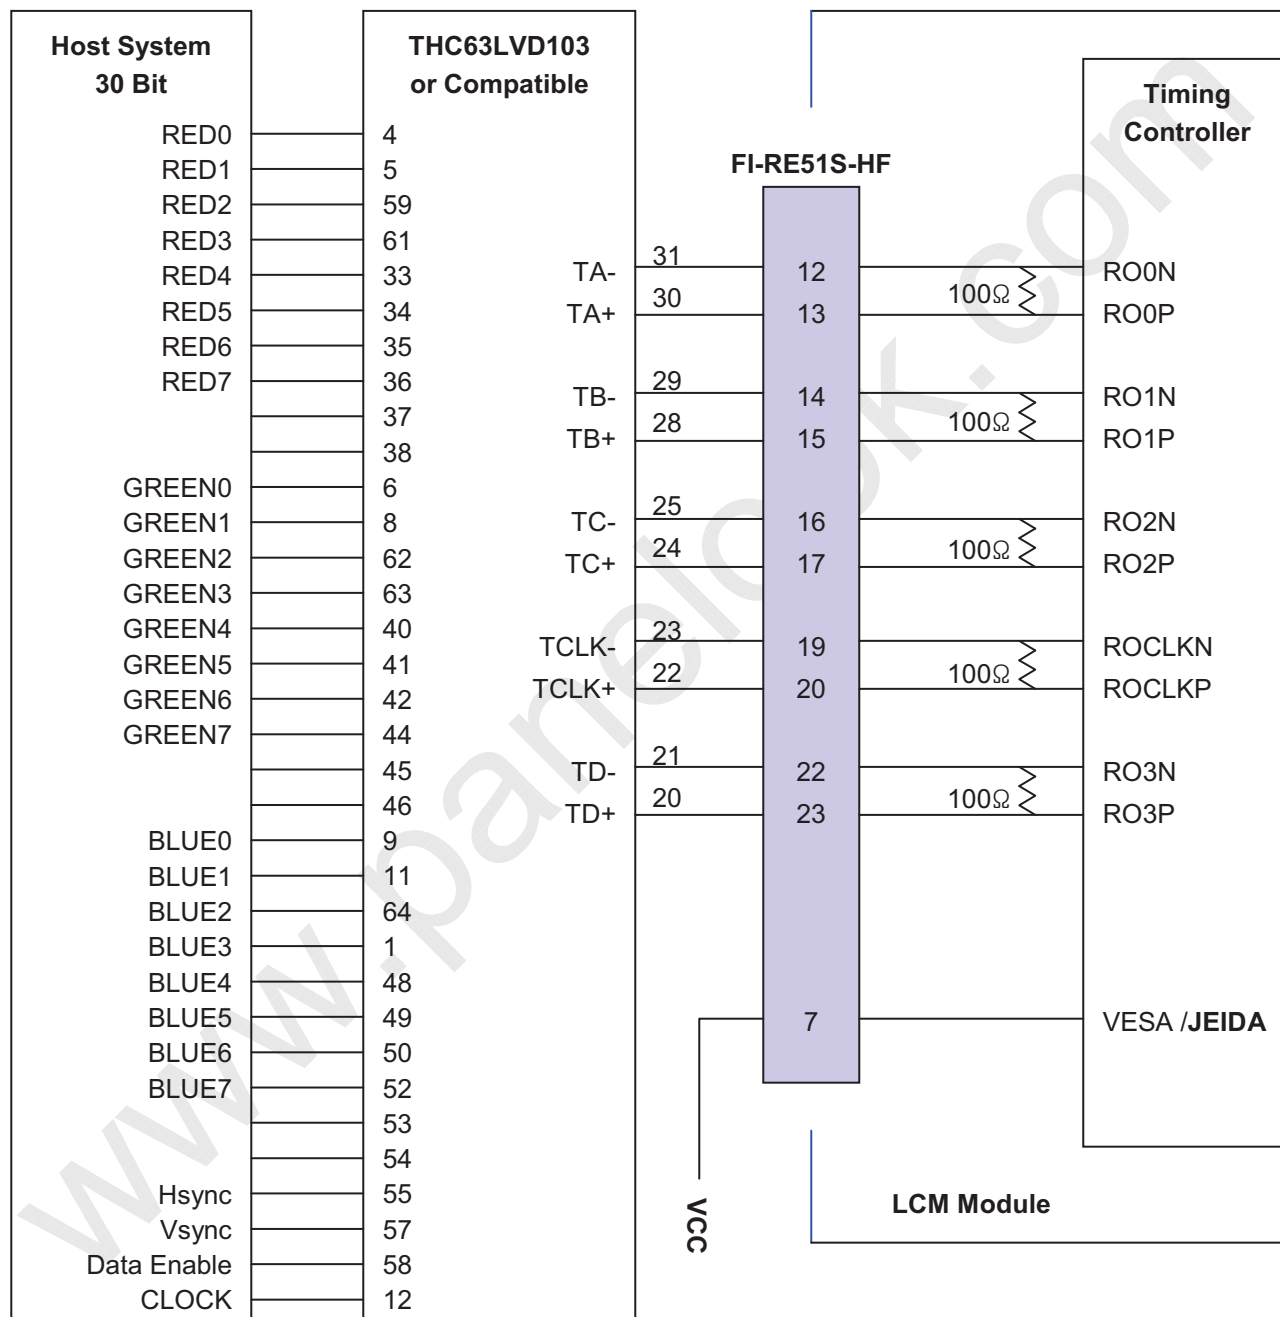 Host System
30 Bit
RED0
RED1
RED2
RED3
RED4
RED5
RED6
RED7
GREEN0
GREEN1
GREEN2
GREEN3
GREEN4
GREEN5
GREEN6
GREEN7
BLUE0
BLUE1
BLUE2
BLUE3
BLUE4
BLUE5
BLUE6
BLUE7
Hsync
Vsync
Data Enable
CLOCK
THC63LVD103
or Compatible
4
5
59
61
33
34
35
36
37
38
6
8
62
63
40
41
42
44
45
46
9
11
64
1
48
49
50
52
53
54
55
57
58
12
TA- 31
TA+ 30
TB- 29
TB+ 28
TC- 25
TC+ 24
TCLK- 23
TCLK+ 22
TD- 21
TD+ 20
FI-RE51S-HF
12
13
14
15
16
17
19
20
22
23
7
VCC
100Ω
100Ω
100Ω
100Ω
100Ω
Timing
Controller
RO0N
RO0P
RO1N
RO1P
RO2N
RO2P
ROCLKN
ROCLKP
RO3N
RO3P
VESA /JEIDA
LCM Module
www.panelook.com